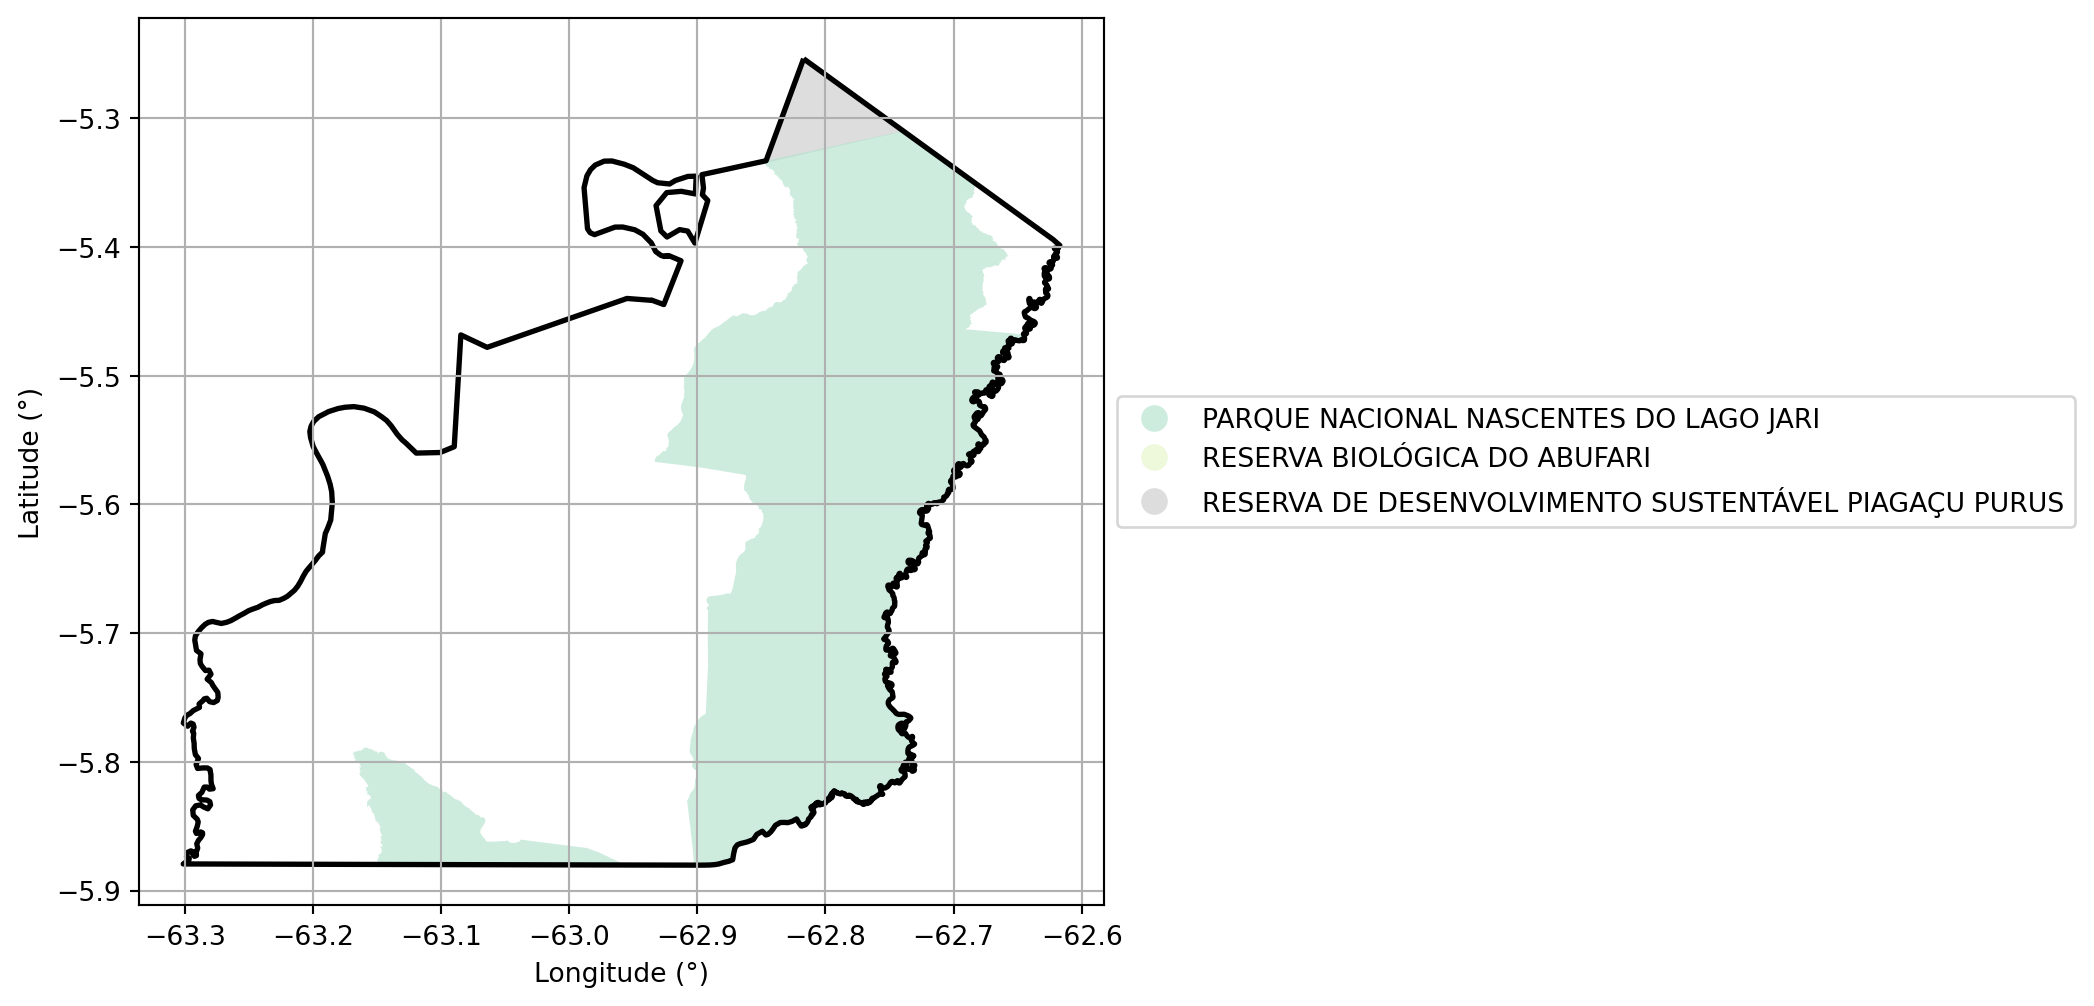 −5.3
−5.4
−5.5
−5.6
−5.7
−5.8
−5.9
Latitude (°)
−63.3 −63.2 −63.1 −63.0 −62.9 −62.8 −62.7 −62.6
Longitude (°)
PARQUE NACIONAL NASCENTES DO LAGO JARI
RESERVA BIOLÓGICA DO ABUFARI
RESERVA DE DESENVOLVIMENTO SUSTENTÁVEL PIAGAÇU PURUS